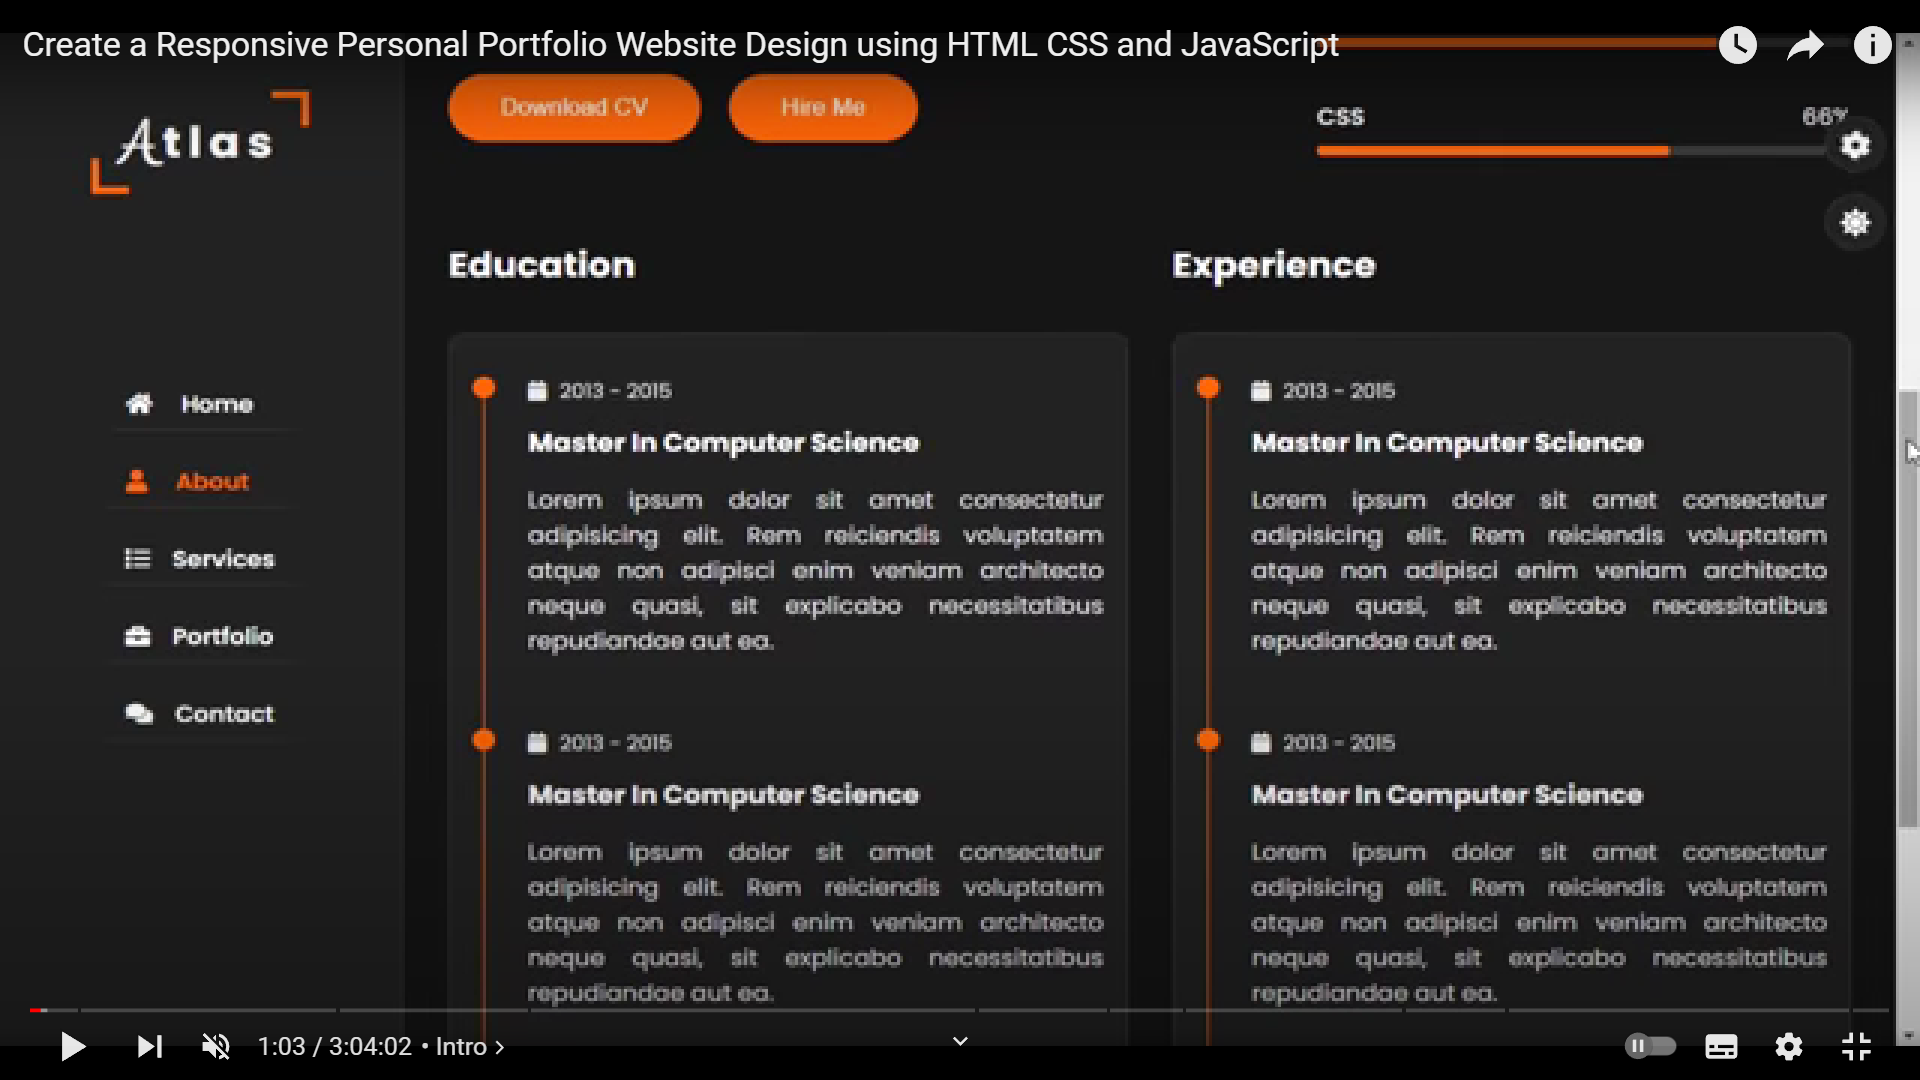 Create a Responsive Personal Portfolio Website Design using HTML CSS and JavaScript
Atlas
Home
About
Services
Portfolio
Contact
Download CV
Hire Me
CSS
66%
Education
2013 - 2015
Master In Computer Science
Lorem ipsum dolor sit amet consectetur
adipisicing elit. Rem reiciendis voluptatem
atque non adipisci enim veniam architecto
neque quasi, sit explicabo necessitatibus
repudiandae aut ea.
2013 - 2015
Master In Computer Science
Lorem ipsum dolor sit amet consectetur
adipisicing elit. Rem reiciendis voluptatem
atque non adipisci enim veniam architecto
neque quasi, sit explicabo necessitatibus
repudiandae aut ea.
Experience
2013 - 2015
Master In Computer Science
Lorem ipsum dolor sit amet consectetur
adipisicing elit. Rem reiciendis voluptatem
atque non adipisci enim veniam architecto
neque quasi, sit explicabo necessitatibus
repudiandae aut ea.
2013 - 2015
Master In Computer Science
Lorem ipsum dolor sit amet consectetur
adipisicing elit. Rem reiciendis voluptatem
atque non adipisci enim veniam architecto
neque quasi, sit explicabo necessitatibus
repudiandae aut ea.
1:03 / 3:04:02 • Intro